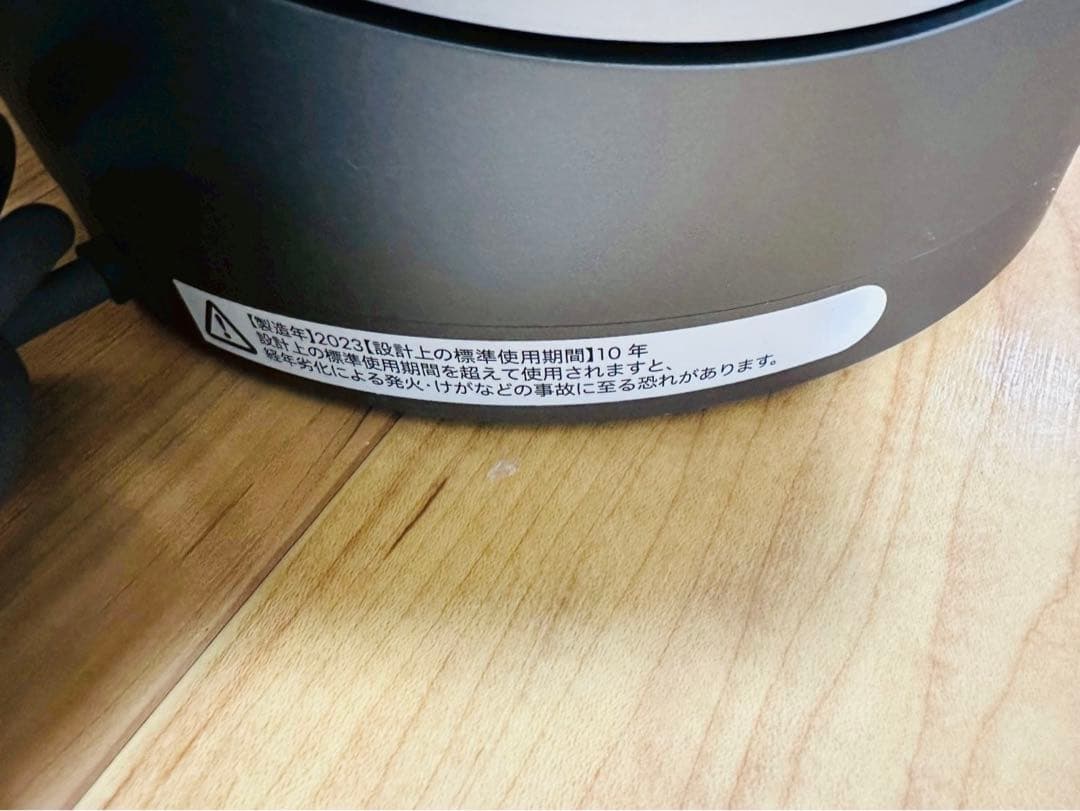 【製造年】2023【設計上の標準使用期間】10 年
設計上の標準使用期間を超えて使用されますと、
経年劣化による発火・けがなどの事故に至る恐れがあります。